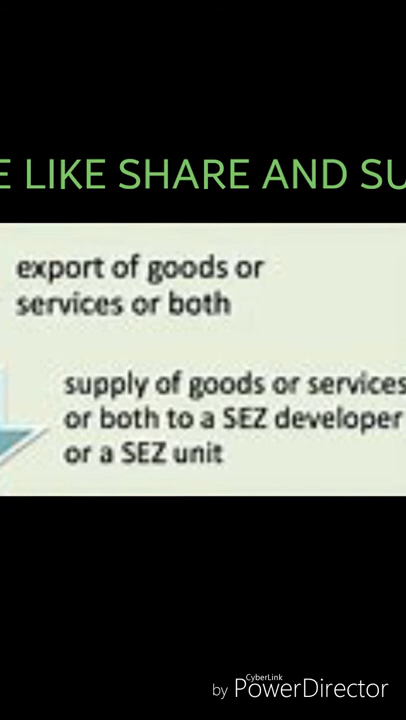 E LIKE SHARE AND SU
export of goods or
services or both
supply of goods or services
or both to a SEZ developer
or a SEZ unit
CyberLink
by PowerDirector